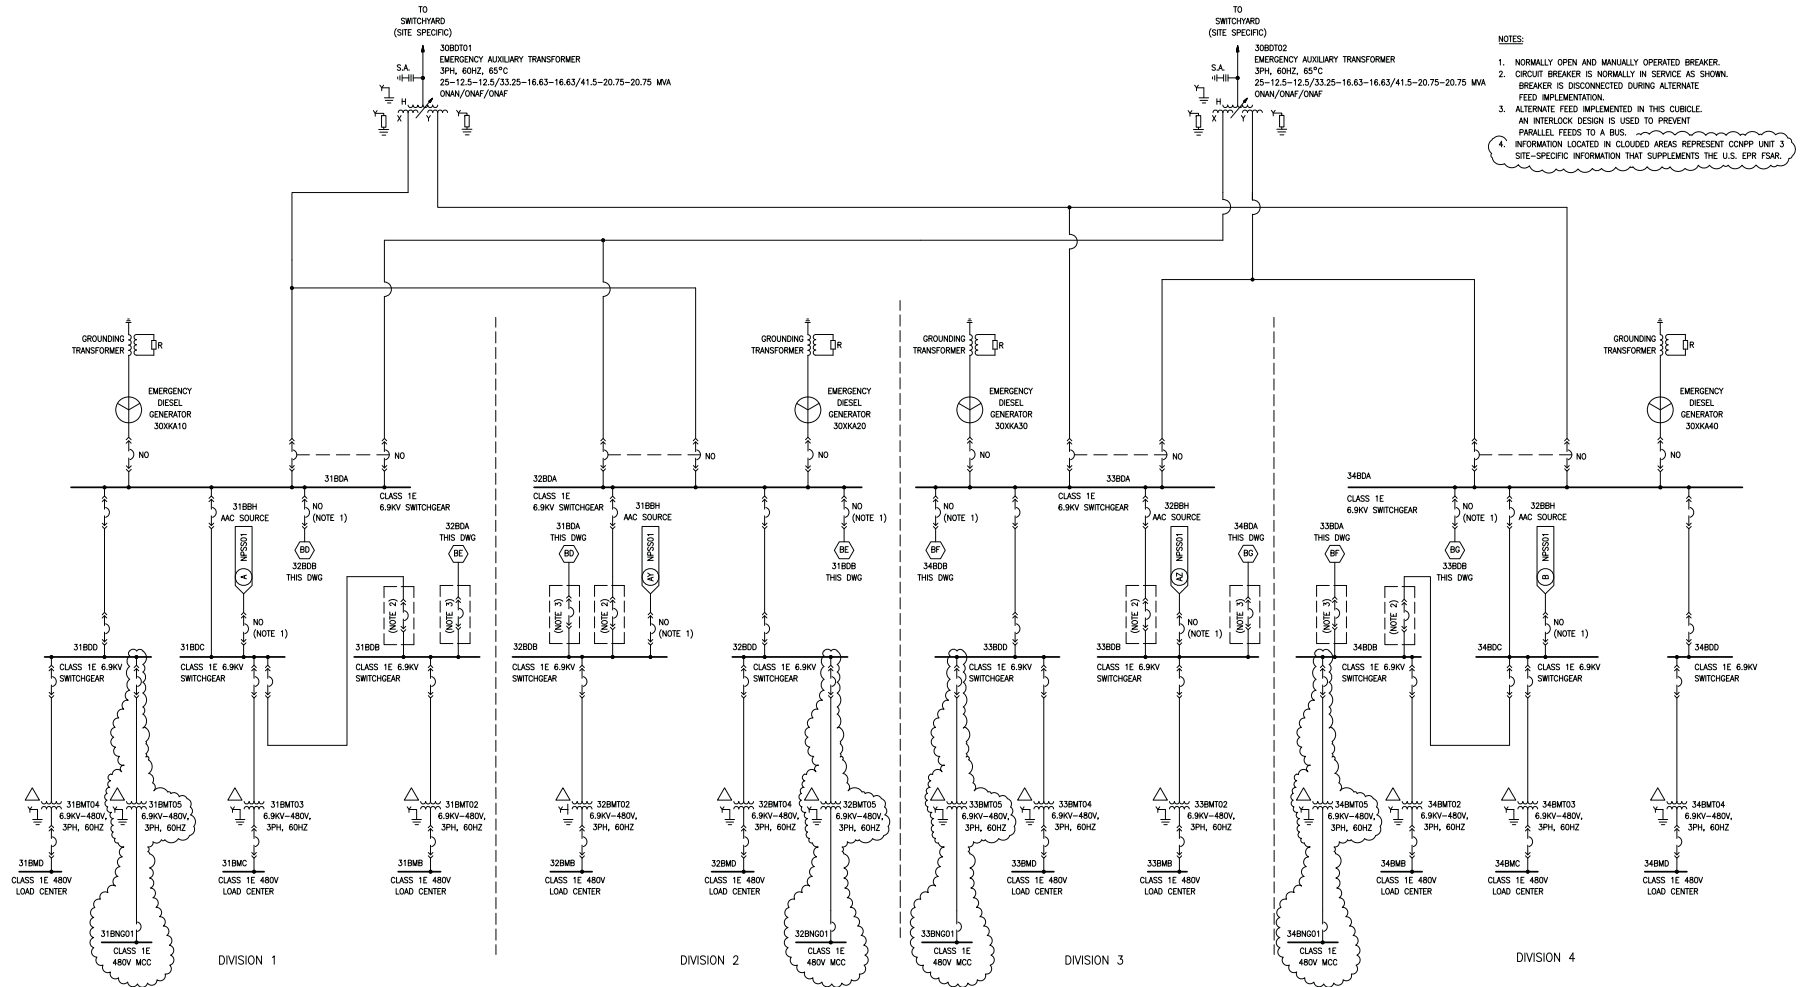 TO
SWITCHYARD
(SITE SPECIFIC)
30BDT01
EMERGENCY AUXILIARY TRANSFORMER
3PH, 60HZ, 65°C
25-12.5-12.5/33.25-16.63-16.63/41.5-20.75-20.75 MVA
ONAN/ONAF/ONAF
S.A.
Y
H
Y
X
Y
Y
TO
SWITCHYARD
(SITE SPECIFIC)
30BDT02
EMERGENCY AUXILIARY TRANSFORMER
3PH, 60HZ, 65°C
25-12.5-12.5/33.25-16.63-16.63/41.5-20.75-20.75 MVA
ONAN/ONAF/ONAF
S.A.
Y
H
Y
X
Y
Y
NOTES:
1. NORMALLY OPEN AND MANUALLY OPERATED BREAKER.
2. CIRCUIT BREAKER IS NORMALLY IN SERVICE AS SHOWN.
BREAKER IS DISCONNECTED DURING ALTERNATE
FEED IMPLEMENTATION.
3. ALTERNATE FEED IMPLEMENTED IN THIS CUBICLE.
AN INTERLOCK DESIGN IS USED TO PREVENT
PARALLEL FEEDS TO A BUS.
4. INFORMATION LOCATED IN CLOUDED AREAS REPRESENT CCNPP UNIT 3
SITE-SPECIFIC INFORMATION THAT SUPPLEMENTS THE U.S. EPR FSAR.
GROUNDING
TRANSFORMER
R
EMERGENCY
DIESEL
GENERATOR
30XKA10
NO
NO
31BDA
CLASS 1E
6.9KV SWITCHGEAR
31BBH
AAC SOURCE
NPSS01
A
NO
(NOTE 1)
NO
(NOTE 1)
BD
32BDB
THIS DWG
32BDA
THIS DWG
BE
(NOTE 2)
(NOTE 3)
31BDD
CLASS 1E 6.9KV
SWITCHGEAR
31BDC
CLASS 1E 6.9KV
SWITCHGEAR
31BDB
CLASS 1E 6.9KV
SWITCHGEAR
Y
31BMT04
6.9KV-480V,
3PH, 60HZ
31BMD
CLASS 1E 480V
LOAD CENTER
Y
31BMT05
6.9KV-480V,
3PH, 60HZ
31BNG01
CLASS 1E
480V MCC
Y
31BMT03
6.9KV-480V,
3PH, 60HZ
31BMC
CLASS 1E 480V
LOAD CENTER
Y
31BMT02
6.9KV-480V,
3PH, 60HZ
31BMB
CLASS 1E 480V
LOAD CENTER
DIVISION 1
GROUNDING
TRANSFORMER
R
EMERGENCY
DIESEL
GENERATOR
30XKA20
NO
NO
32BDA
CLASS 1E
6.9KV SWITCHGEAR
31BDA
THIS DWG
BD
31BBH
AAC SOURCE
NPSS01
AY
NO
(NOTE 1)
NO
(NOTE 1)
BE
31BDB
THIS DWG
(NOTE 3)
(NOTE 2)
32BDB
CLASS 1E 6.9KV
SWITCHGEAR
32BDD
CLASS 1E 6.9KV
SWITCHGEAR
Y
32BMT02
6.9KV-480V,
3PH, 60HZ
32BMB
CLASS 1E 480V
LOAD CENTER
Y
32BMT04
6.9KV-480V,
3PH, 60HZ
32BMD
CLASS 1E 480V
LOAD CENTER
Y
32BMT05
6.9KV-480V,
3PH, 60HZ
32BNG01
CLASS 1E
480V MCC
DIVISION 2
GROUNDING
TRANSFORMER
R
EMERGENCY
DIESEL
GENERATOR
30XKA30
NO
NO
33BDA
CLASS 1E
6.9KV SWITCHGEAR
NO
(NOTE 1)
BF
34BDB
THIS DWG
32BBH
AAC SOURCE
NPSS01
AZ
NO
(NOTE 1)
34BDA
THIS DWG
BG
(NOTE 2)
(NOTE 3)
33BDD
CLASS 1E 6.9KV
SWITCHGEAR
33BDB
CLASS 1E 6.9KV
SWITCHGEAR
Y
33BMT05
6.9KV-480V,
3PH, 60HZ
33BNG01
CLASS 1E
480V MCC
Y
33BMT04
6.9KV-480V,
3PH, 60HZ
33BMD
CLASS 1E 480V
LOAD CENTER
Y
33BMT02
6.9KV-480V,
3PH, 60HZ
33BMB
CLASS 1E 480V
LOAD CENTER
DIVISION 3
GROUNDING
TRANSFORMER
R
EMERGENCY
DIESEL
GENERATOR
30XKA40
NO
NO
34BDA
CLASS 1E
6.9KV SWITCHGEAR
33BDA
THIS DWG
BF
NO
(NOTE 1)
BG
33BDB
THIS DWG
32BBH
AAC SOURCE
NPSS01
B
NO
(NOTE 1)
(NOTE 3)
(NOTE 2)
34BDB
CLASS 1E 6.9KV
SWITCHGEAR
34BDC
CLASS 1E 6.9KV
SWITCHGEAR
34BDD
CLASS 1E 6.9KV
SWITCHGEAR
Y
34BMT05
6.9KV-480V,
3PH, 60HZ
34BNG01
CLASS 1E
480V MCC
Y
34BMT02
6.9KV-480V,
3PH, 60HZ
34BMB
CLASS 1E 480V
LOAD CENTER
Y
34BMT03
6.9KV-480V,
3PH, 60HZ
34BMC
CLASS 1E 480V
LOAD CENTER
Y
34BMT04
6.9KV-480V,
3PH, 60HZ
34BMD
CLASS 1E 480V
LOAD CENTER
DIVISION 4